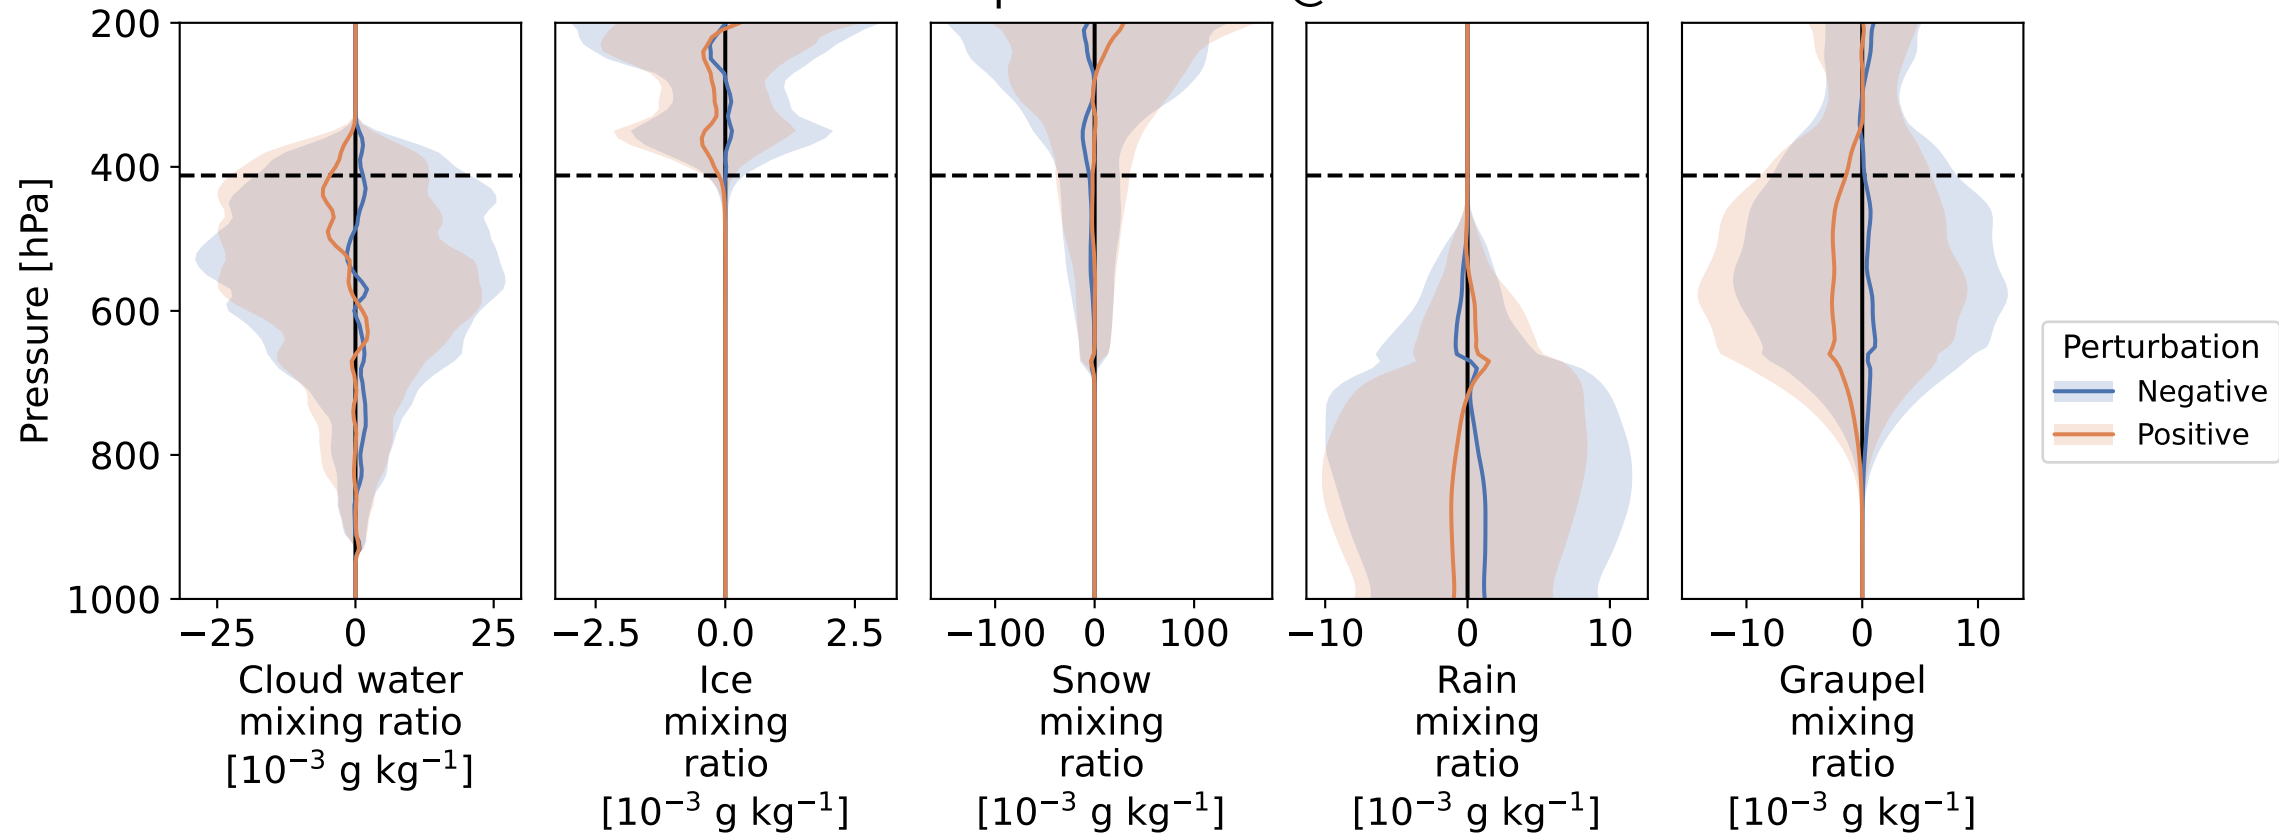 200
400
600
800
1000
Pressure [hPa]
−25 0 25
−2.5 0.0 2.5
−100 0 100
−10 0 10
−10 0 10
Cloud water
mixing ratio
[10⁻³ g kg⁻¹]
Ice
mixing
ratio
[10⁻³ g kg⁻¹]
Snow
mixing
ratio
[10⁻³ g kg⁻¹]
Rain
mixing
ratio
[10⁻³ g kg⁻¹]
Graupel
mixing
ratio
[10⁻³ g kg⁻¹]
Perturbation
Negative
Positive